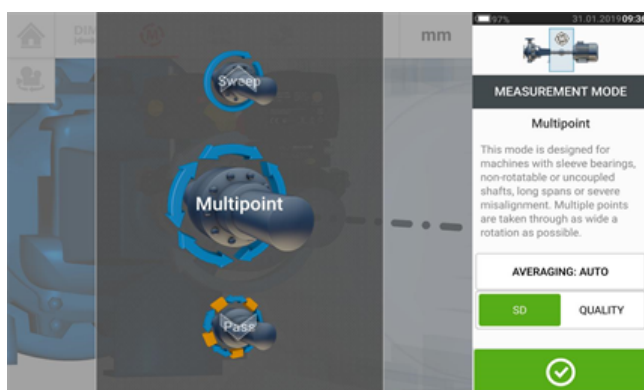 DIM
mm
97%
31.01.2019 09:36
Sweep
Multipoint
Pass
MEASUREMENT MODE
Multipoint
This mode is designed for
machines with sleeve bearings,
non-rotatable or uncoupled
shafts, long spans or severe
misalignment. Multiple points
are taken through as wide a
rotation as possible.
AVERAGING: AUTO
SD
QUALITY